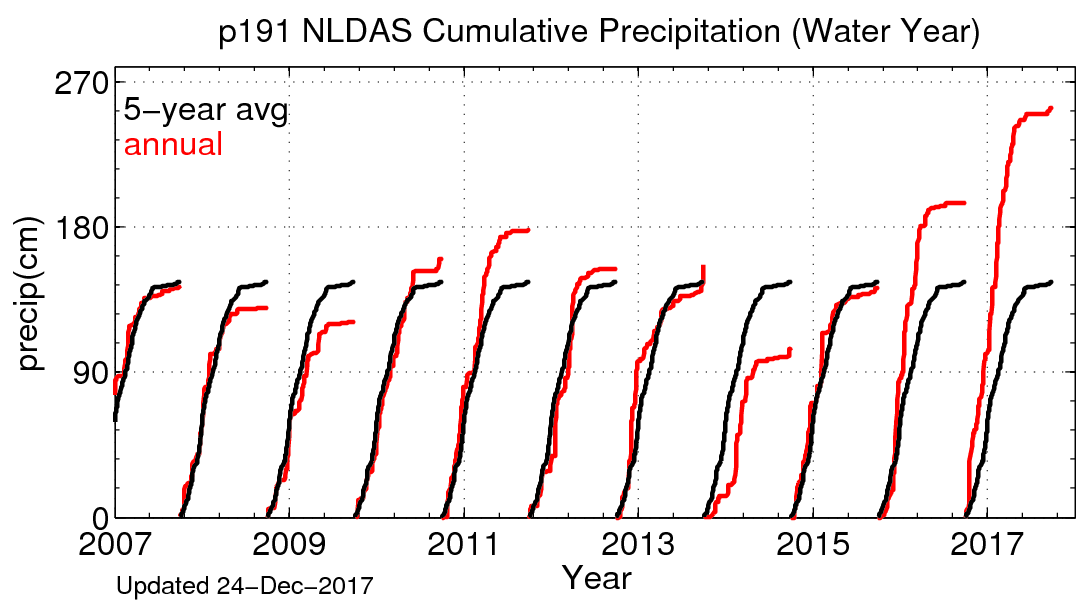 p191 NLDAS Cumulative Precipitation (Water Year)
270
5−year avg
annual
180
precip(cm)
90
0
2007 2009 2011 2013 2015 2017
Year
Updated 24−Dec−2017